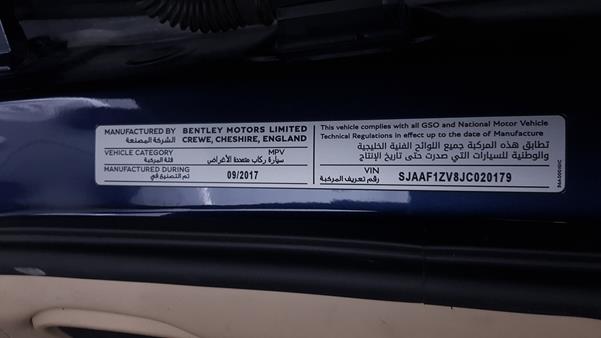 MANUFACTURED BY BENTLEY MOTORS LIMITED
الشركة المصنعة CREWE, CHESHIRE, ENGLAND
VEHICLE CATEGORY MPV
فئة المركبة سيارة ركاب متعددة الأغراض
MANUFACTURED DURING 09/2017
تم التصنيع في
This vehicle complies with all GSO and National Motor Vehicle
Technical Regulations in effect up to the date of Manufacture
تطابق هذه المركبة جميع اللوائح الفنية الخليجية
والوطنية للسيارات التي صدرت حتى تاريخ الإنتاج
VIN SJAAF1ZV8JC020179
رقم تعريف المركبة